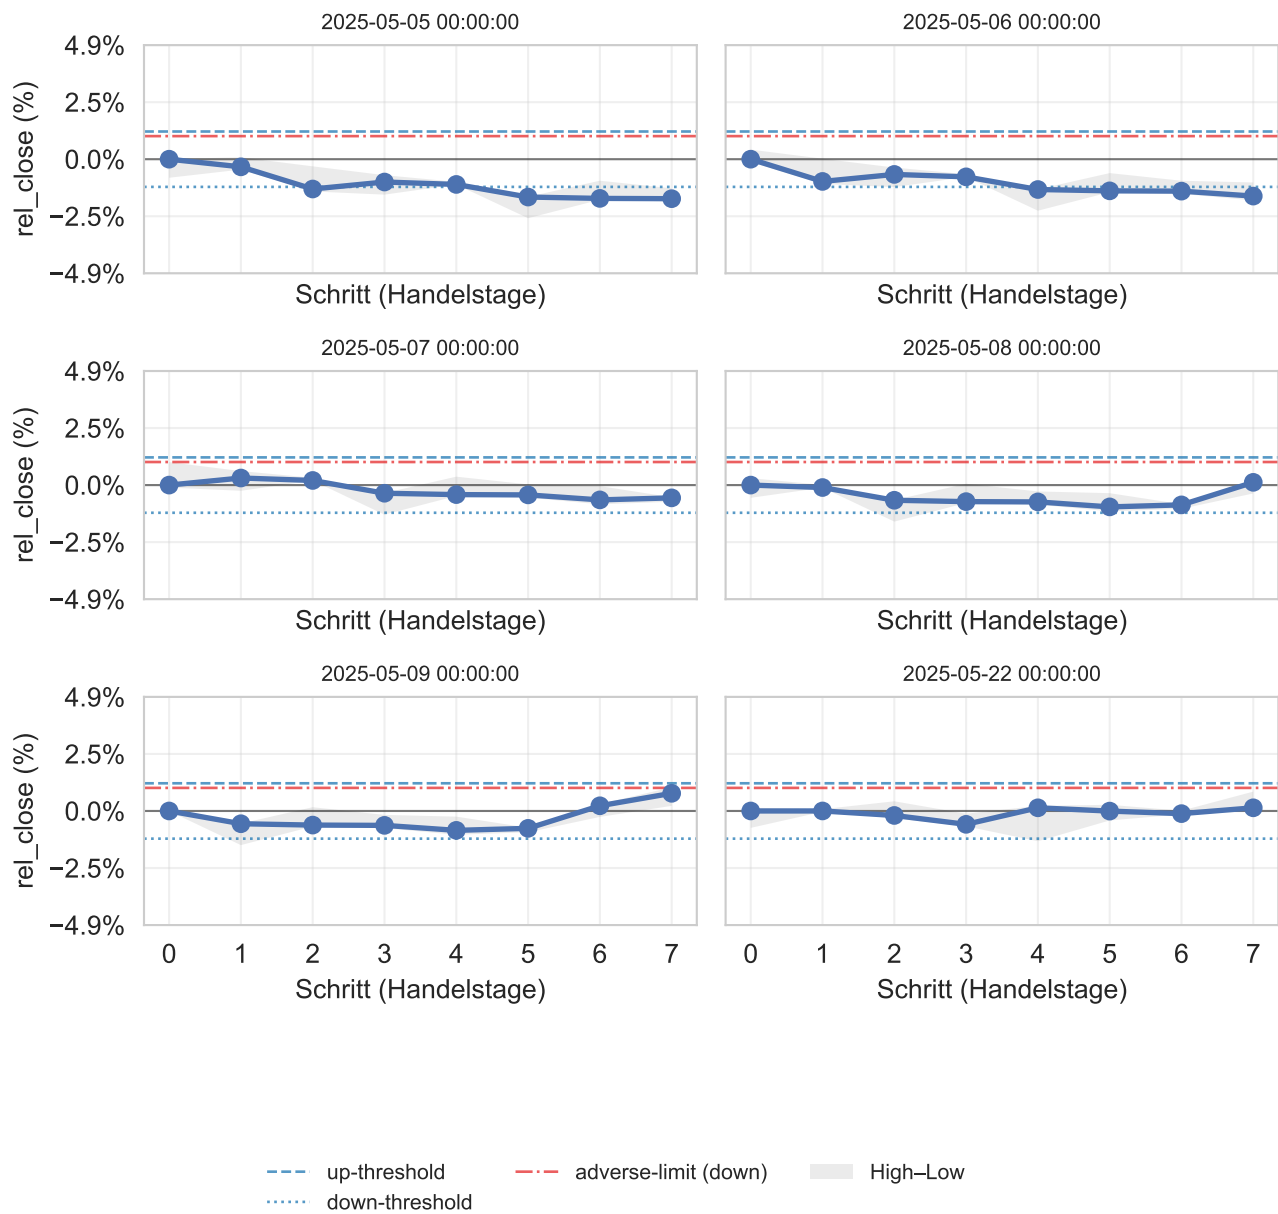 2025-05-05 00:00:00
2025-05-06 00:00:00
4.9%
2.5%
0.0%
−2.5%
−4.9%
rel_close (%)
Schritt (Handelstage)
Schritt (Handelstage)
2025-05-07 00:00:00
2025-05-08 00:00:00
4.9%
2.5%
0.0%
−2.5%
−4.9%
rel_close (%)
Schritt (Handelstage)
Schritt (Handelstage)
2025-05-09 00:00:00
2025-05-22 00:00:00
4.9%
2.5%
0.0%
−2.5%
−4.9%
rel_close (%)
0 1 2 3 4 5 6 7
0 1 2 3 4 5 6 7
Schritt (Handelstage)
Schritt (Handelstage)
up-threshold
down-threshold
adverse-limit (down)
High–Low